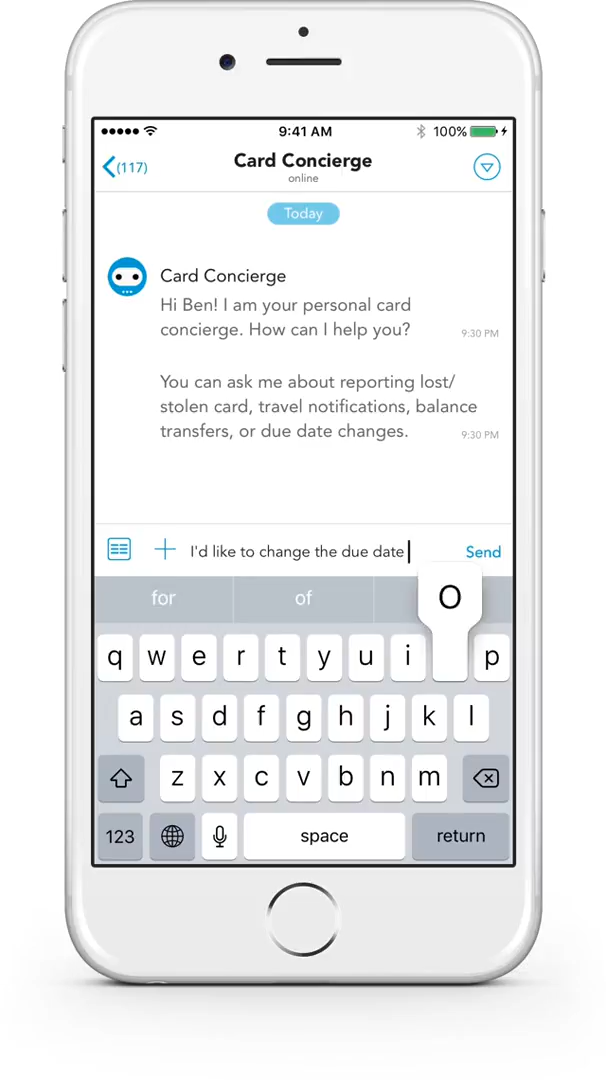 9:41 AM
100%
(117)
Card Concierge
online
Today
Card Concierge
Hi Ben! I am your personal card
concierge. How can I help you?
9:30 PM
You can ask me about reporting lost/
stolen card, travel notifications, balance
transfers, or due date changes.
9:30 PM
I'd like to change the due date
Send
for
of
O
q w e r t y u i p
a s d f g h j k l
z x c v b n m
123
space
return